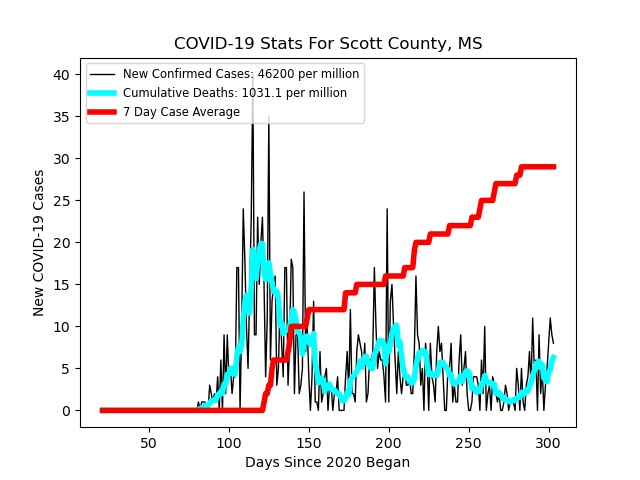 COVID-19 Stats For Scott County, MS
New Confirmed Cases: 46200 per million
Cumulative Deaths: 1031.1 per million
7 Day Case Average
New COVID-19 Cases
40
35
30
25
20
15
10
5
0
50 100 150 200 250 300
Days Since 2020 Began